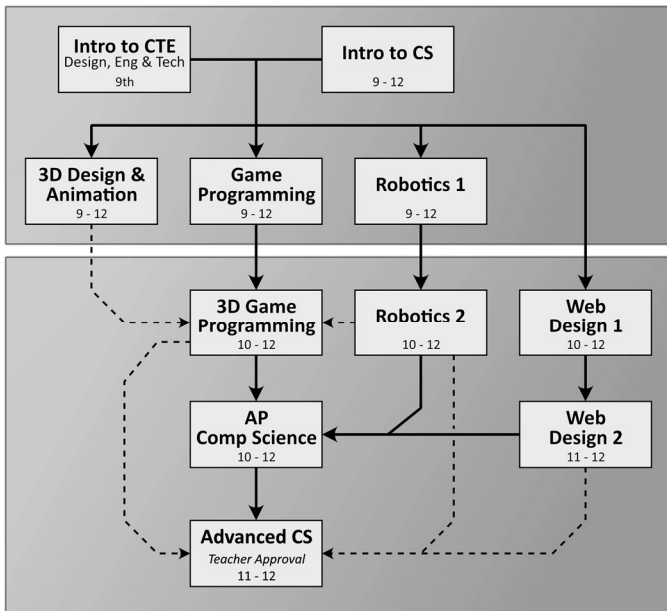 Intro to CTE
Design, Eng & Tech
9th
Intro to CS
9 - 12
3D Design &
Animation
9 - 12
Game
Programming
9 - 12
Robotics 1
9 - 12
3D Game
Programming
10 - 12
Robotics 2
10 - 12
Web
Design 1
10 - 12
AP
Comp Science
10 - 12
Web
Design 2
11 - 12
Advanced CS
Teacher Approval
11 - 12